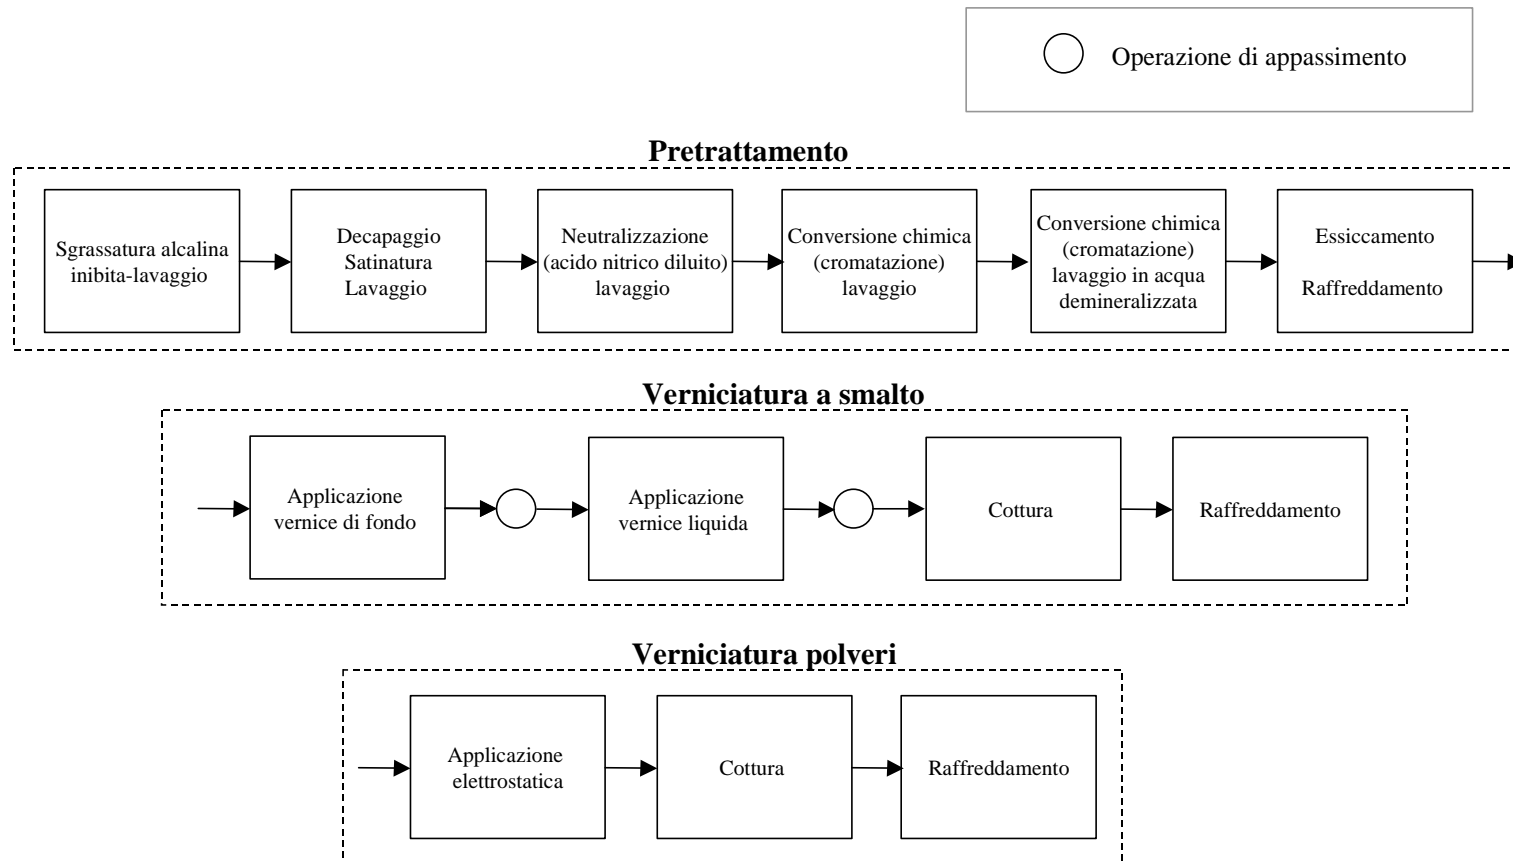 Operazione di appassimento
Pretrattamento
Sgrassatura alcalina
inibita-lavaggio
Decapaggio
Satinatura
Lavaggio
Neutralizzazione
(acido nitrico diluito)
lavaggio
Conversione chimica
(cromatazione)
lavaggio
Conversione chimica
(cromatazione)
lavaggio in acqua
demineralizzata
Essiccamento
Raffreddamento
Verniciatura a smalto
Applicazione
vernice di fondo
Applicazione
vernice liquida
Cottura
Raffreddamento
Verniciatura polveri
Applicazione
elettrostatica
Cottura
Raffreddamento